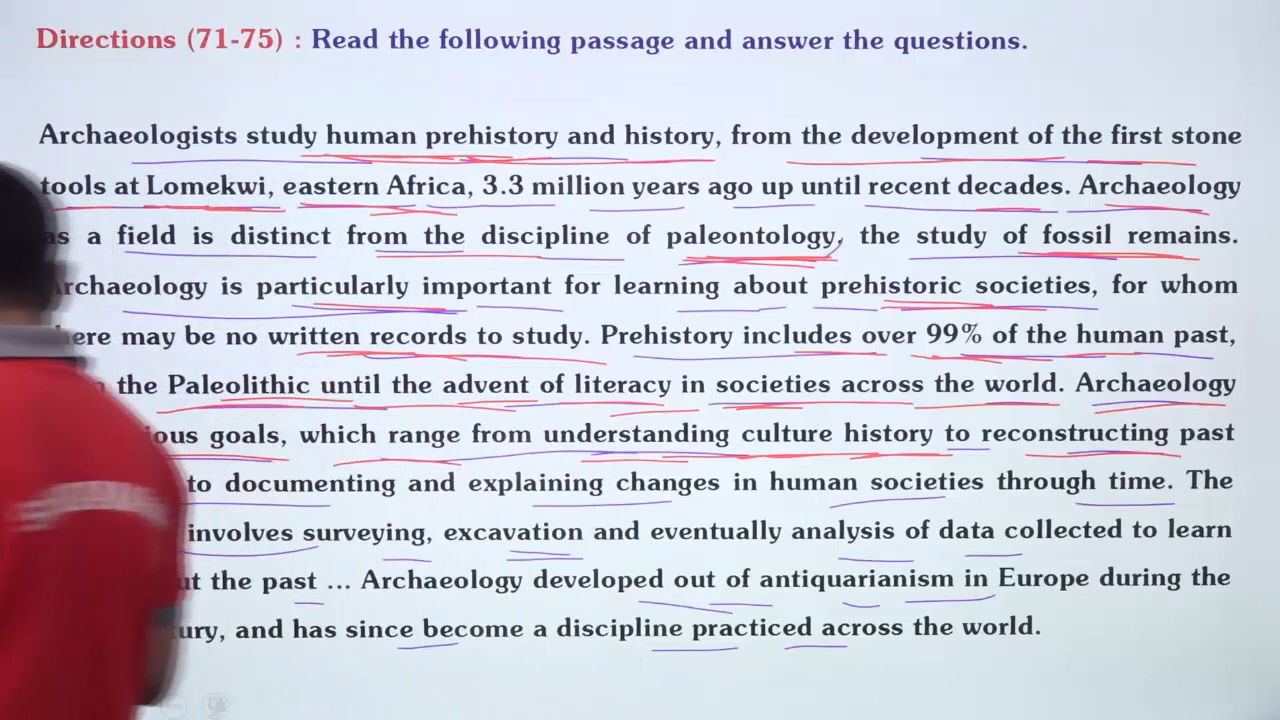 Directions (71-75) : Read the following passage and answer the questions.
Archaeologists study human prehistory and history, from the development of the first stone
tools at Lomekwi, eastern Africa, 3.3 million years ago up until recent decades. Archaeology
as a field is distinct from the discipline of paleontology, the study of fossil remains.
Archaeology is particularly important for learning about prehistoric societies, for whom
there may be no written records to study. Prehistory includes over 99% of the human past,
the Paleolithic until the advent of literacy in societies across the world. Archaeology
goals, which range from understanding culture history to reconstructing past
to documenting and explaining changes in human societies through time. The
involves surveying, excavation and eventually analysis of data collected to learn
the past ... Archaeology developed out of antiquarianism in Europe during the
and has since become a discipline practiced across the world.